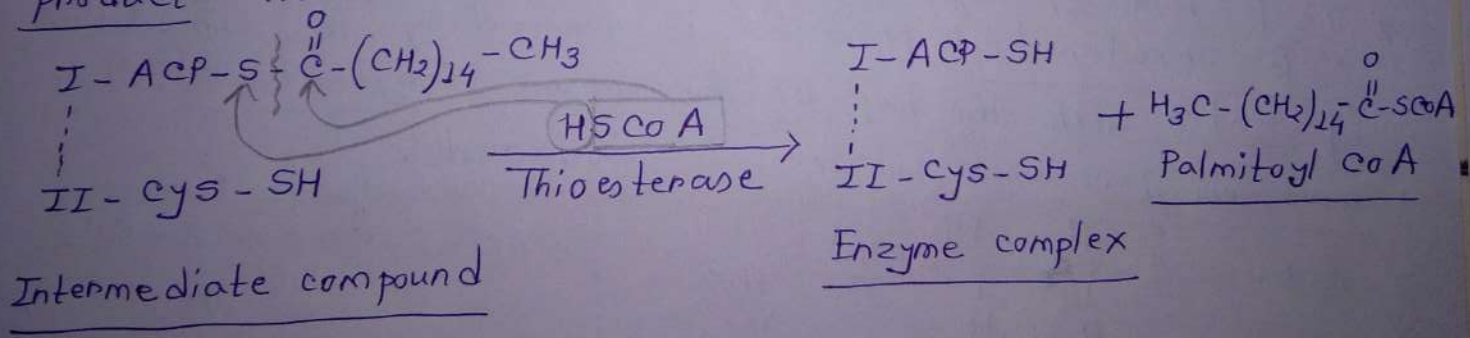 product
I - ACP - S - C - (CH2)14 - CH3
O
HSCOA
Thioesterase
II - Cys - SH
Intermediate compound
I - ACP - SH
II - Cys - SH
Enzyme complex
+ H3C - (CH2)14 - C - SCOA
O
Palmitoyl COA